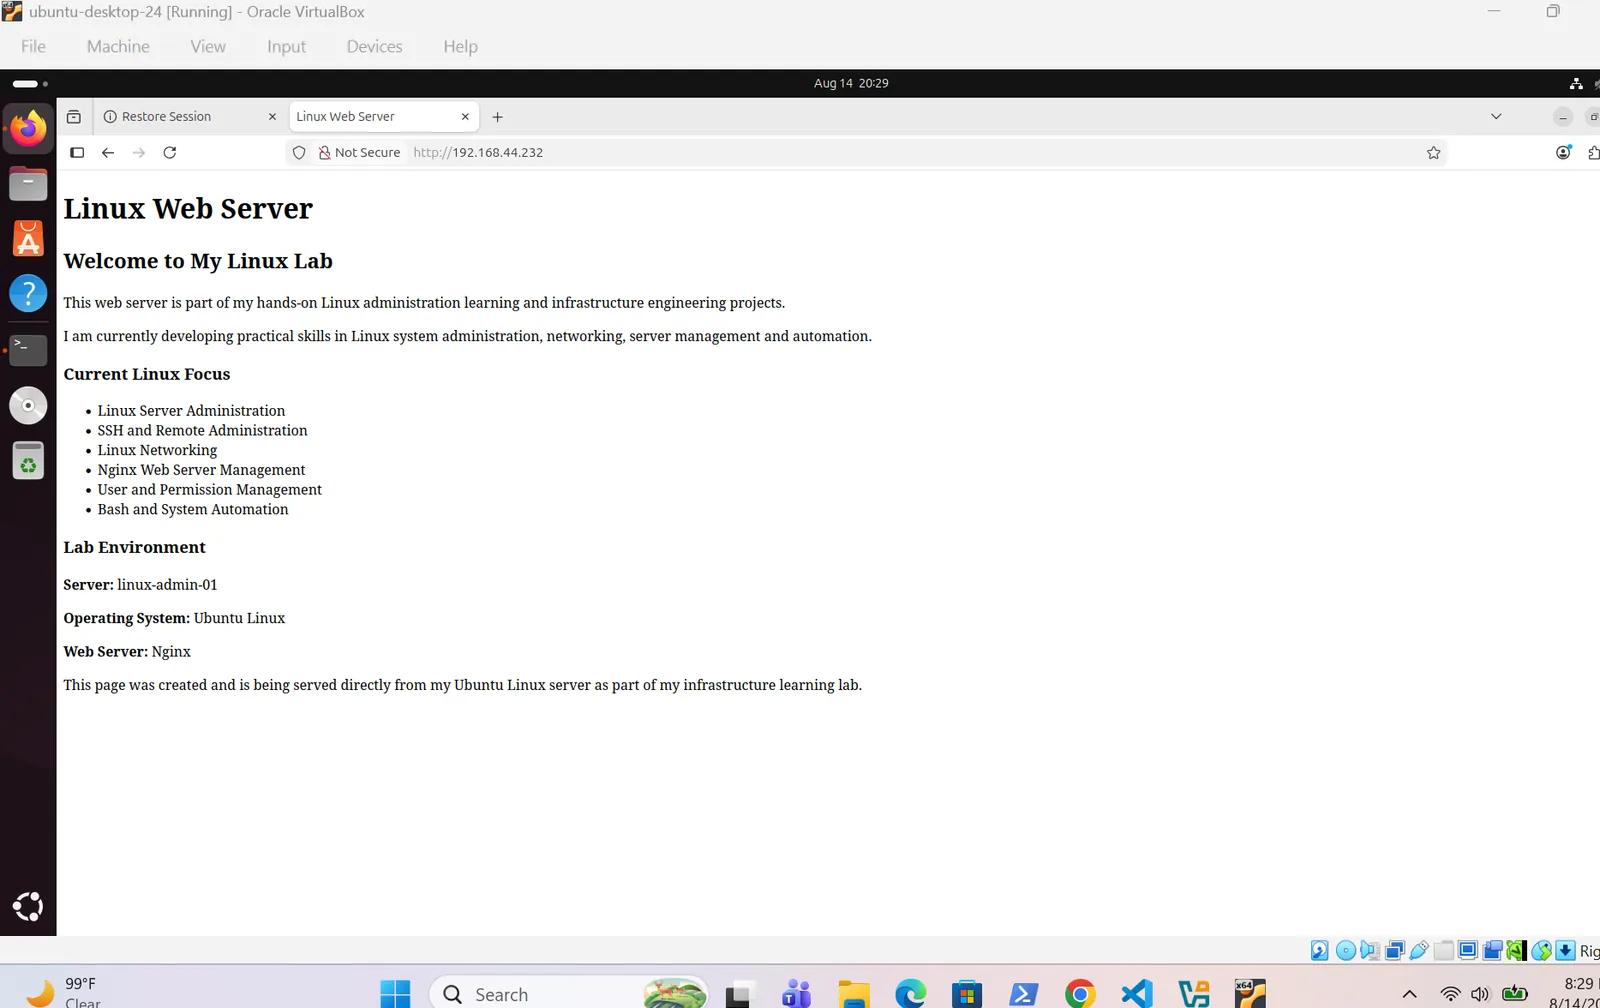 ubuntu-desktop-24 [Running] - Oracle VirtualBox
File Machine View Input Devices Help
Aug 14 20:29
Restore Session
Linux Web Server
Not Secure http://192.168.44.232
Linux Web Server
Welcome to My Linux Lab
This web server is part of my hands-on Linux administration learning and infrastructure engineering projects.
I am currently developing practical skills in Linux system administration, networking, server management and automation.
Current Linux Focus
• Linux Server Administration
• SSH and Remote Administration
• Linux Networking
• Nginx Web Server Management
• User and Permission Management
• Bash and System Automation
Lab Environment
Server: linux-admin-01
Operating System: Ubuntu Linux
Web Server: Nginx
This page was created and is being served directly from my Ubuntu Linux server as part of my infrastructure learning lab.
99°F
Clear
Search
8:29